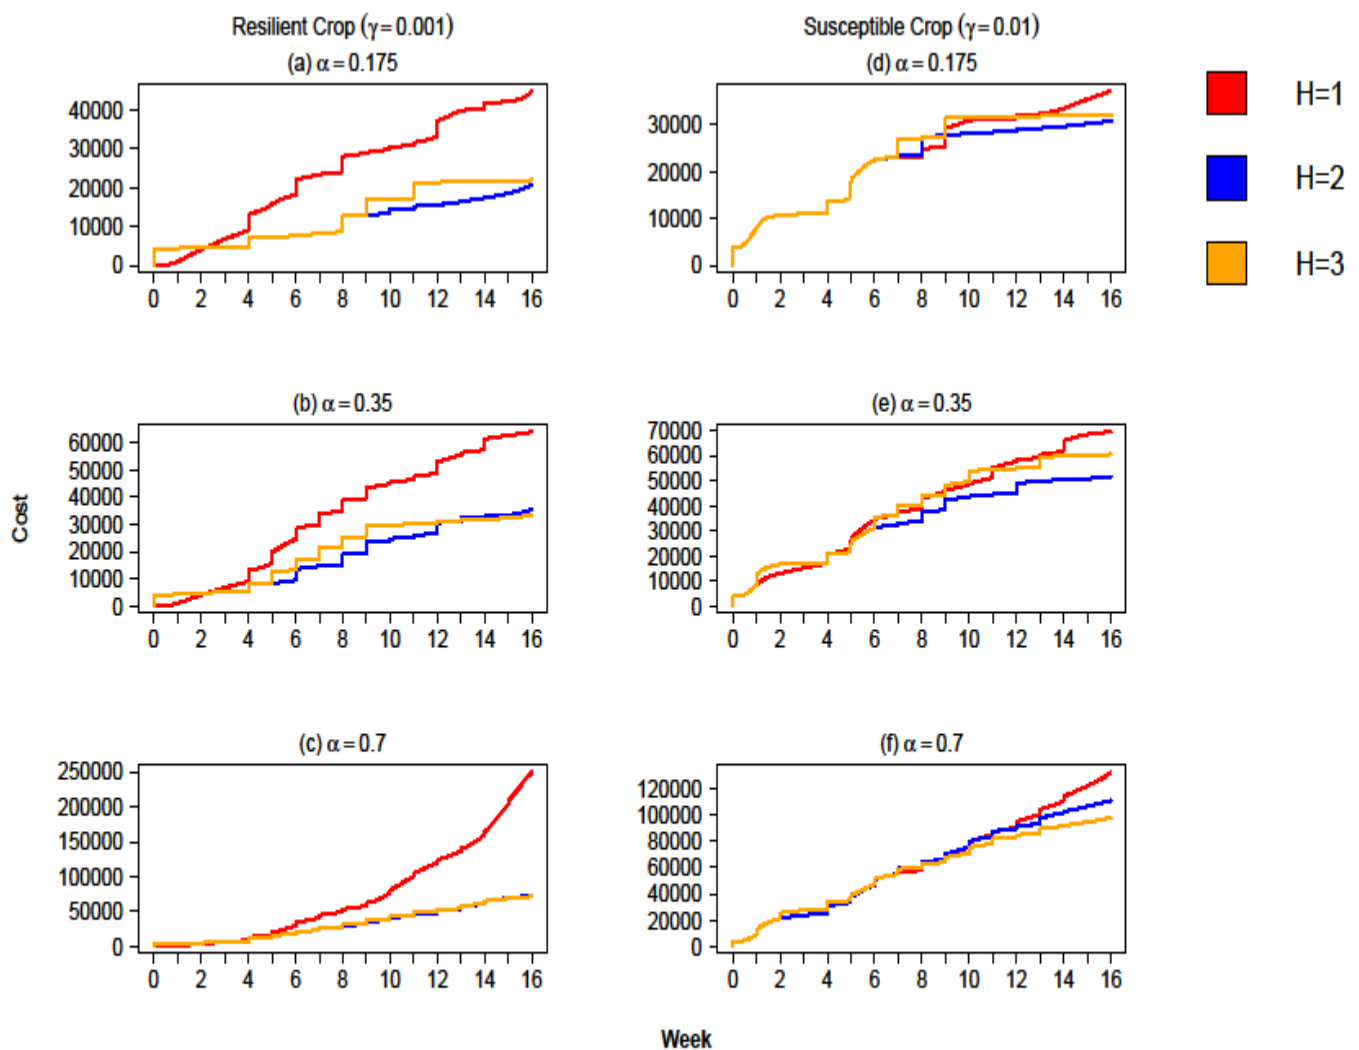 Resilient Crop (γ=0.001)
Susceptible Crop (γ=0.01)
(a) α=0.175
(d) α=0.175
40000
30000
20000
10000
0
0 2 4 6 8 10 12 14 16
30000
20000
10000
0
0 2 4 6 8 10 12 14 16
H=1
H=2
H=3
(b) α=0.35
(e) α=0.35
60000
50000
40000
30000
20000
10000
0
0 2 4 6 8 10 12 14 16
70000
60000
50000
40000
30000
20000
10000
0
0 2 4 6 8 10 12 14 16
Cost
(c) α=0.7
(f) α=0.7
250000
200000
150000
100000
50000
0
0 2 4 6 8 10 12 14 16
120000
100000
80000
60000
40000
20000
0
0 2 4 6 8 10 12 14 16
Week